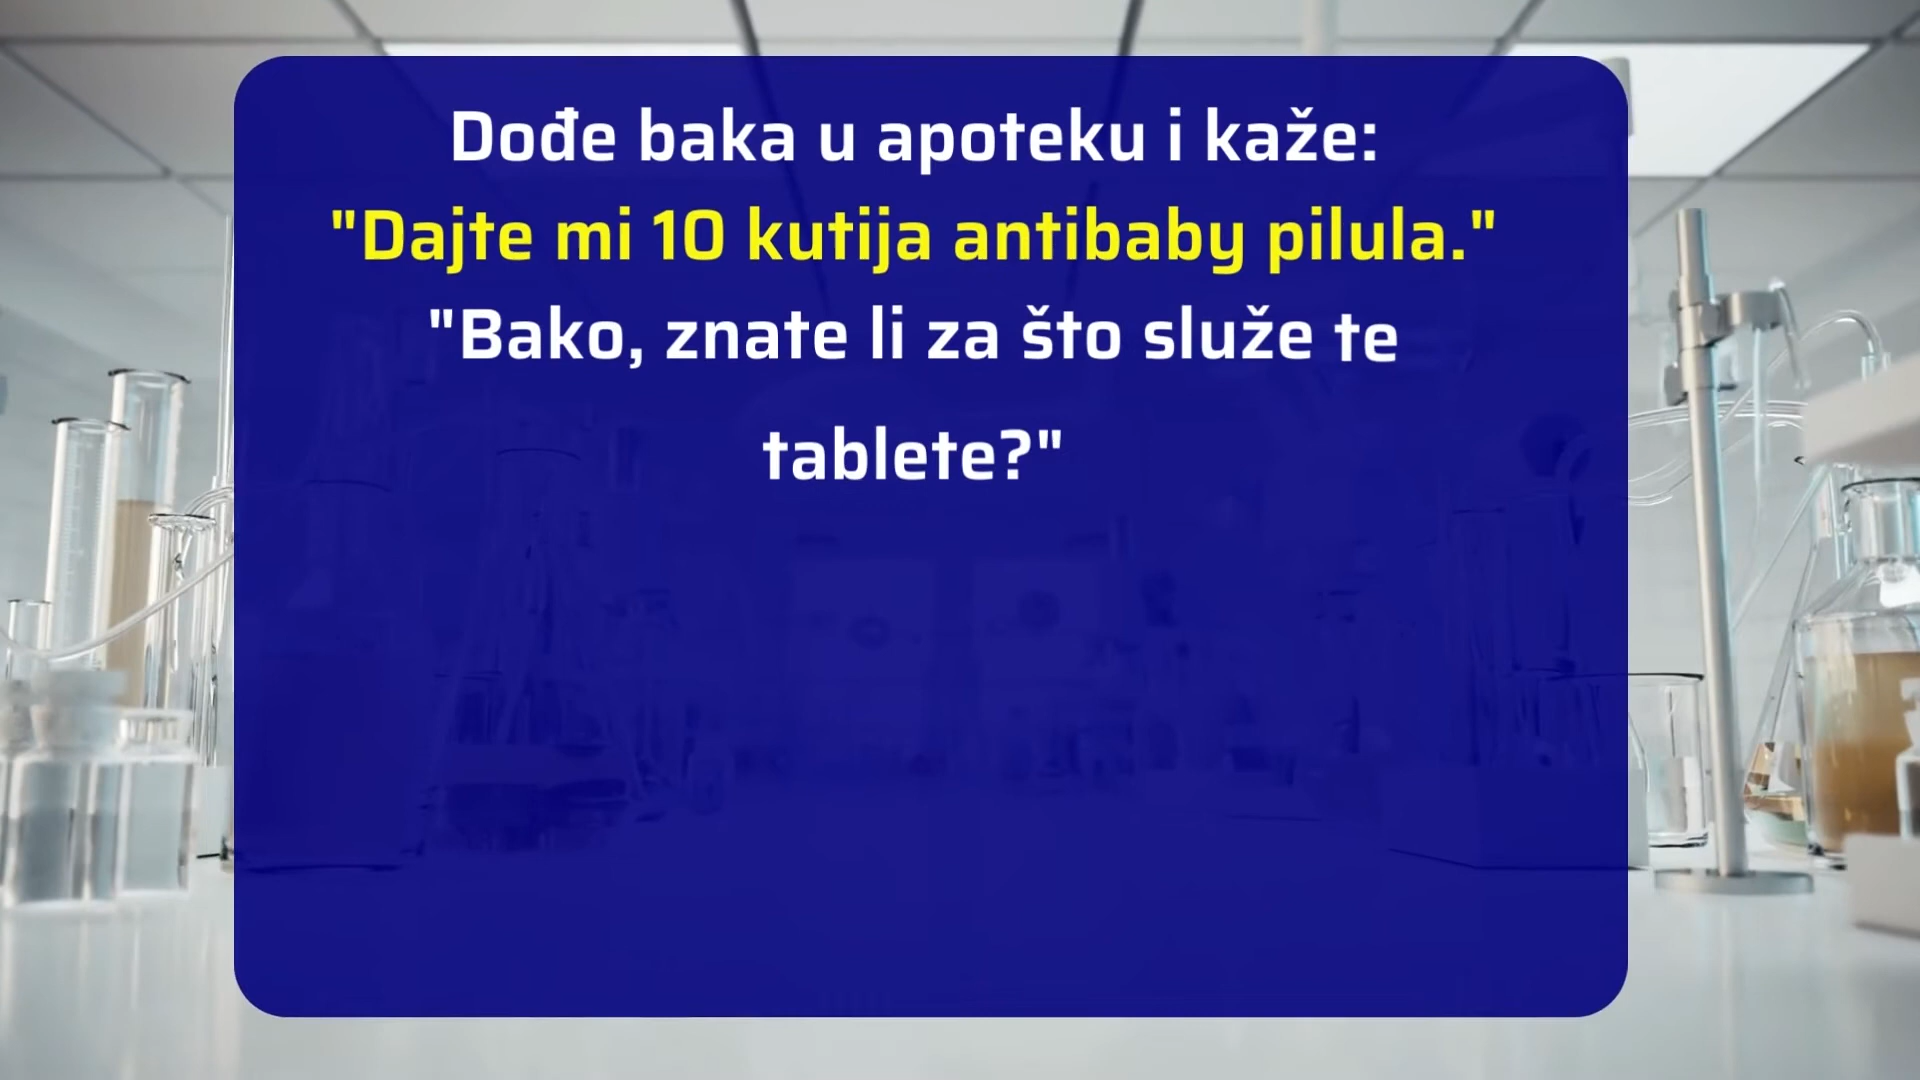 Dođe baka u apoteku i kaže:
"Dajte mi 10 kutija antibaby pilula."
"Bako, znate li za što služe te
tablete?"